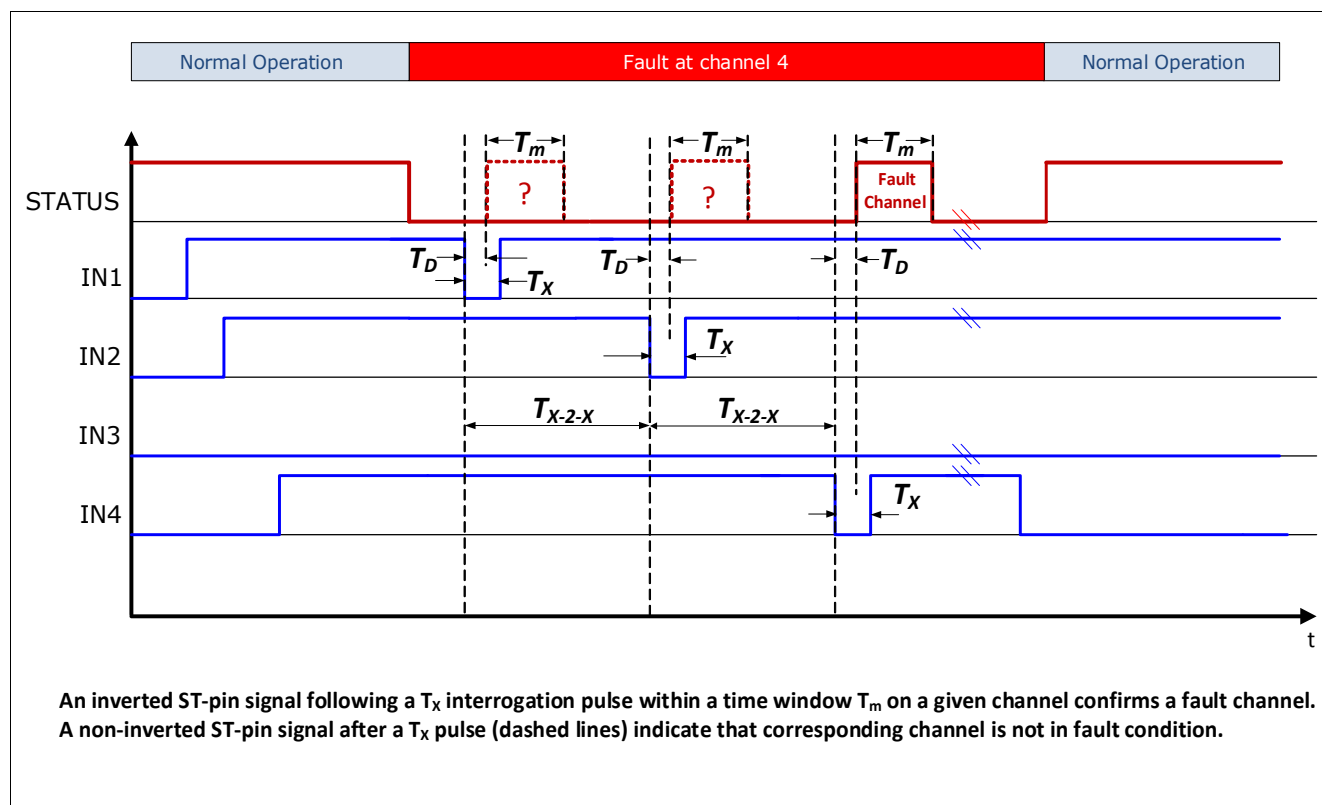 Normal Operation
Fault at channel 4
Normal Operation
Tm
Tm
Tm
STATUS
?
?
Fault
Channel
IN1
TD
TD
TD
TX
IN2
TX
TX-2-X
TX-2-X
IN3
IN4
TX
t
An inverted ST-pin signal following a TX interrogation pulse within a time window Tm on a given channel confirms a fault channel.
A non-inverted ST-pin signal after a TX pulse (dashed lines) indicate that corresponding channel is not in fault condition.